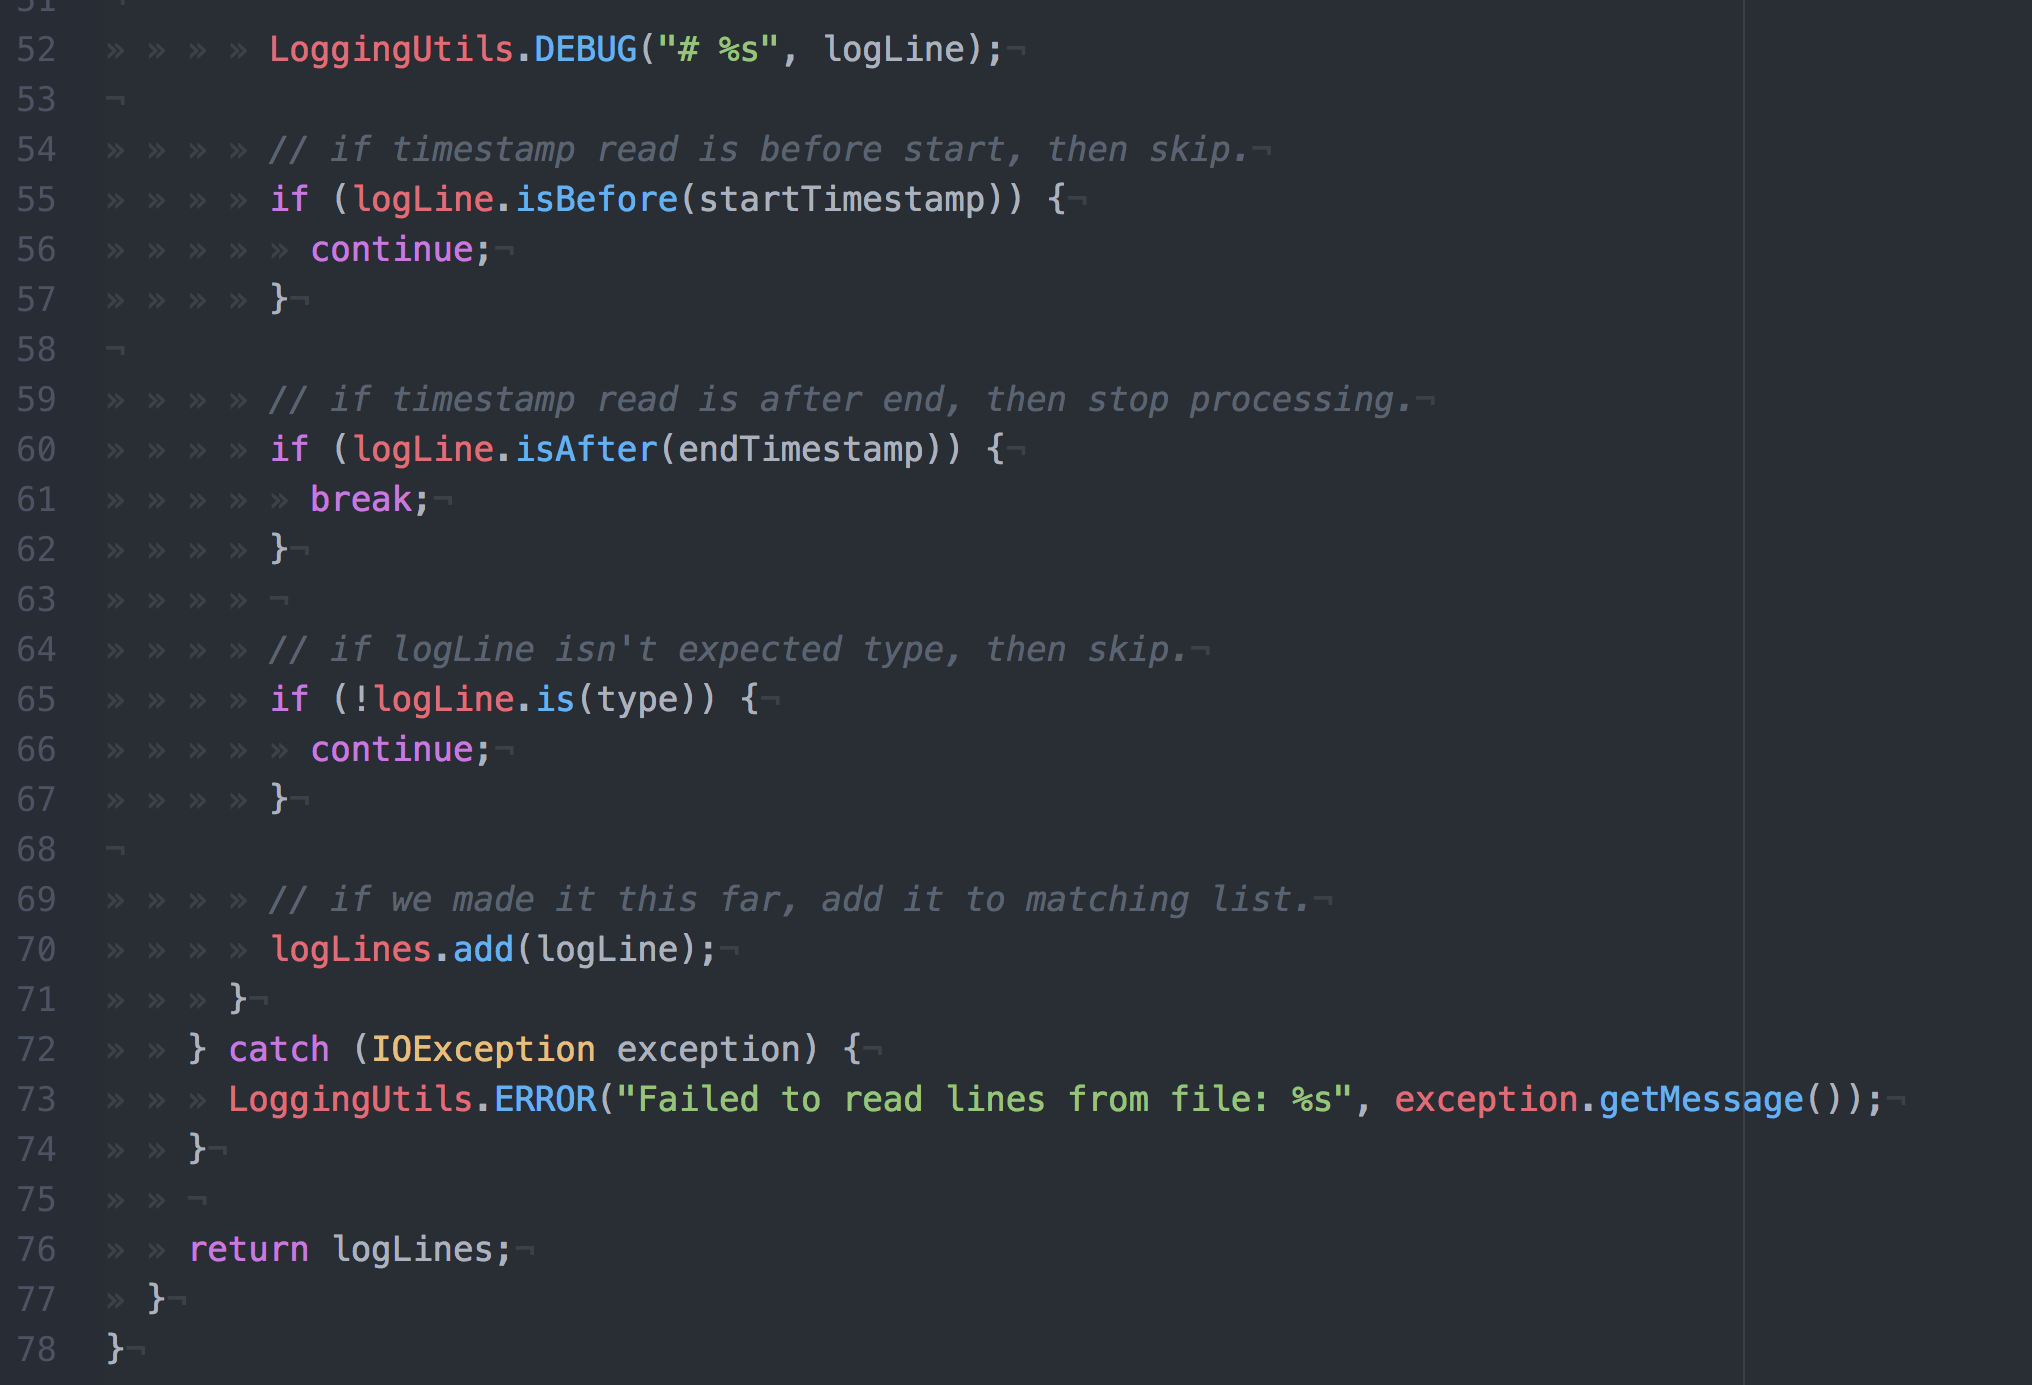 51 ¬
52 » » » » LoggingUtils.DEBUG("# %s", logLine);¬
53 ¬
54 » » » » // if timestamp read is before start, then skip.¬
55 » » » » if (logLine.isBefore(startTimestamp)) {¬
56 » » » » » continue;¬
57 » » » » }¬
58 ¬
59 » » » » // if timestamp read is after end, then stop processing.¬
60 » » » » if (logLine.isAfter(endTimestamp)) {¬
61 » » » » » break;¬
62 » » » » }¬
63 » » » » ¬
64 » » » » // if logLine isn't expected type, then skip.¬
65 » » » » if (!logLine.is(type)) {¬
66 » » » » » continue;¬
67 » » » » }¬
68 ¬
69 » » » » // if we made it this far, add it to matching list.¬
70 » » » » logLines.add(logLine);¬
71 » » » }¬
72 » » } catch (IOException exception) {¬
73 » » » LoggingUtils.ERROR("Failed to read lines from file: %s", exception.getMessage());¬
74 » » }¬
75 » » ¬
76 » » return logLines;¬
77 » }¬
78 }¬